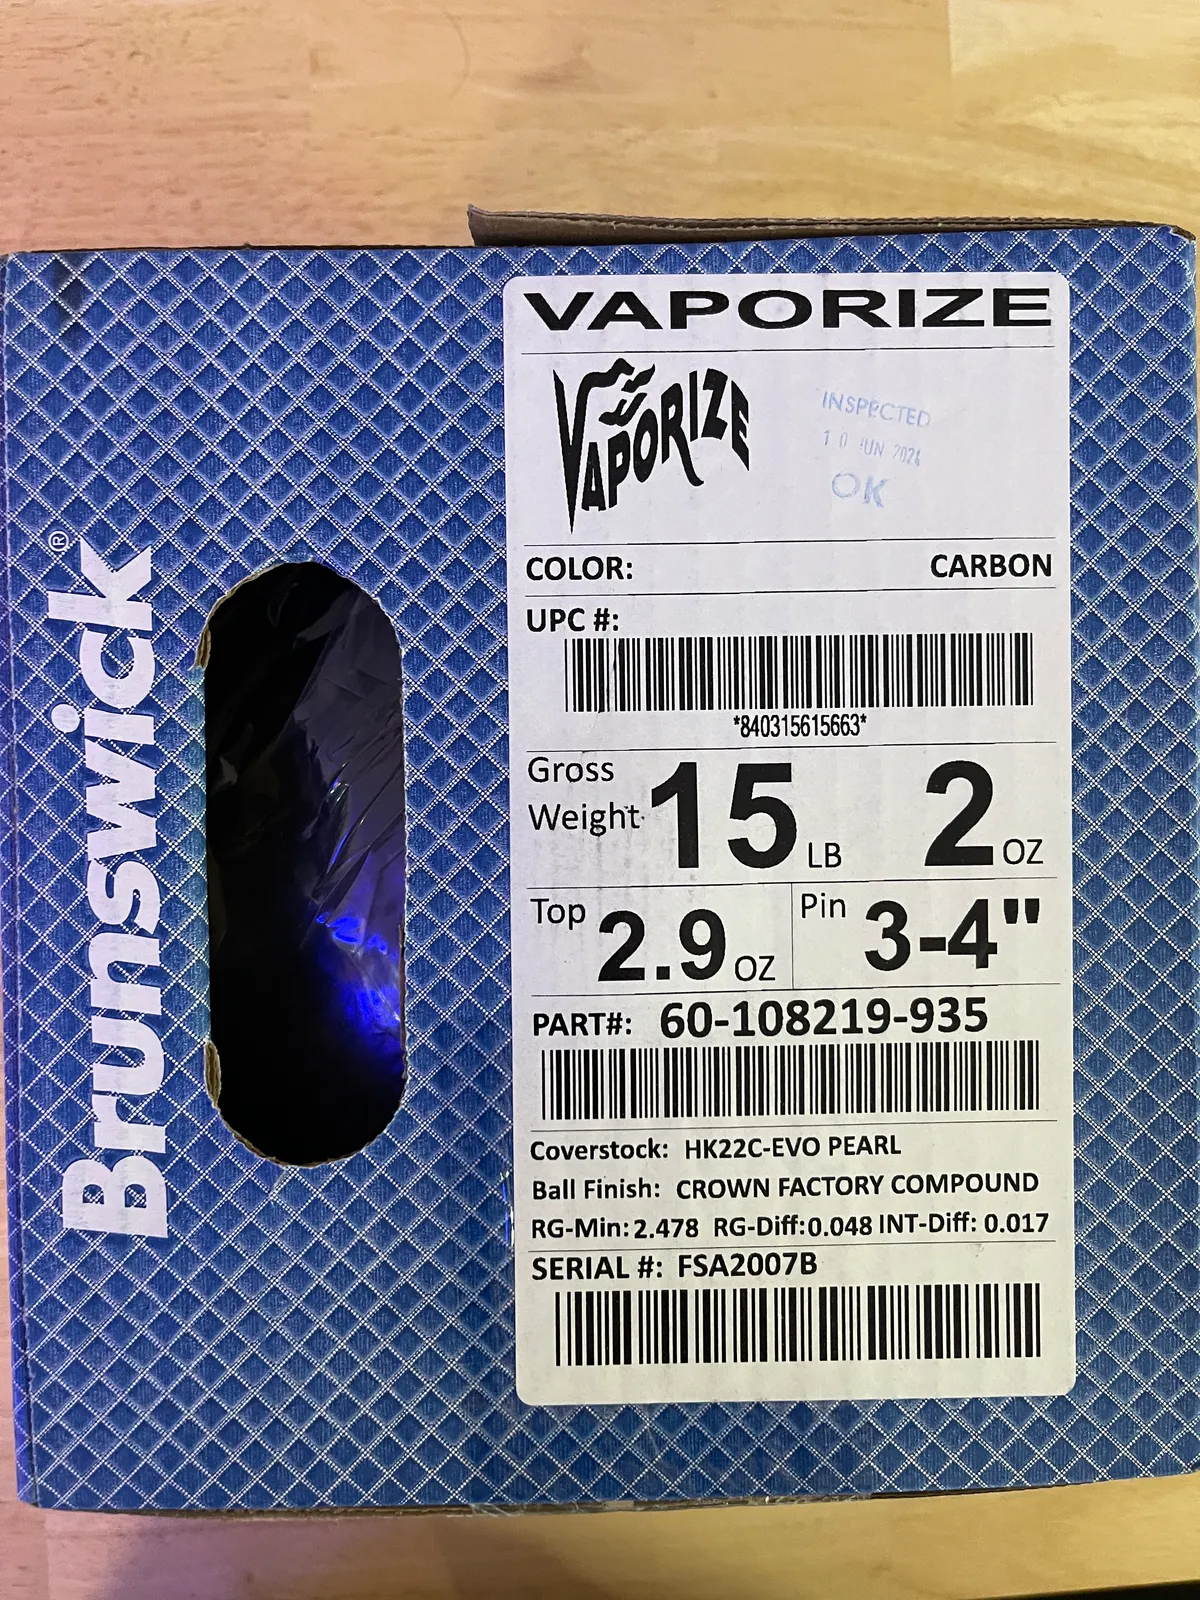 Brunswick®
VAPORIZE
VAPORIZE
INSPECTED
10 JUN 2024
OK
COLOR: CARBON
UPC #:
*840315615663*
Gross Weight 15 LB 2 OZ
Top 2.9 OZ Pin 3-4"
PART#: 60-108219-935
Coverstock: HK22C-EVO PEARL
Ball Finish: CROWN FACTORY COMPOUND
RG-Min: 2.478 RG-Diff: 0.048 INT-Diff: 0.017
SERIAL #: FSA2007B